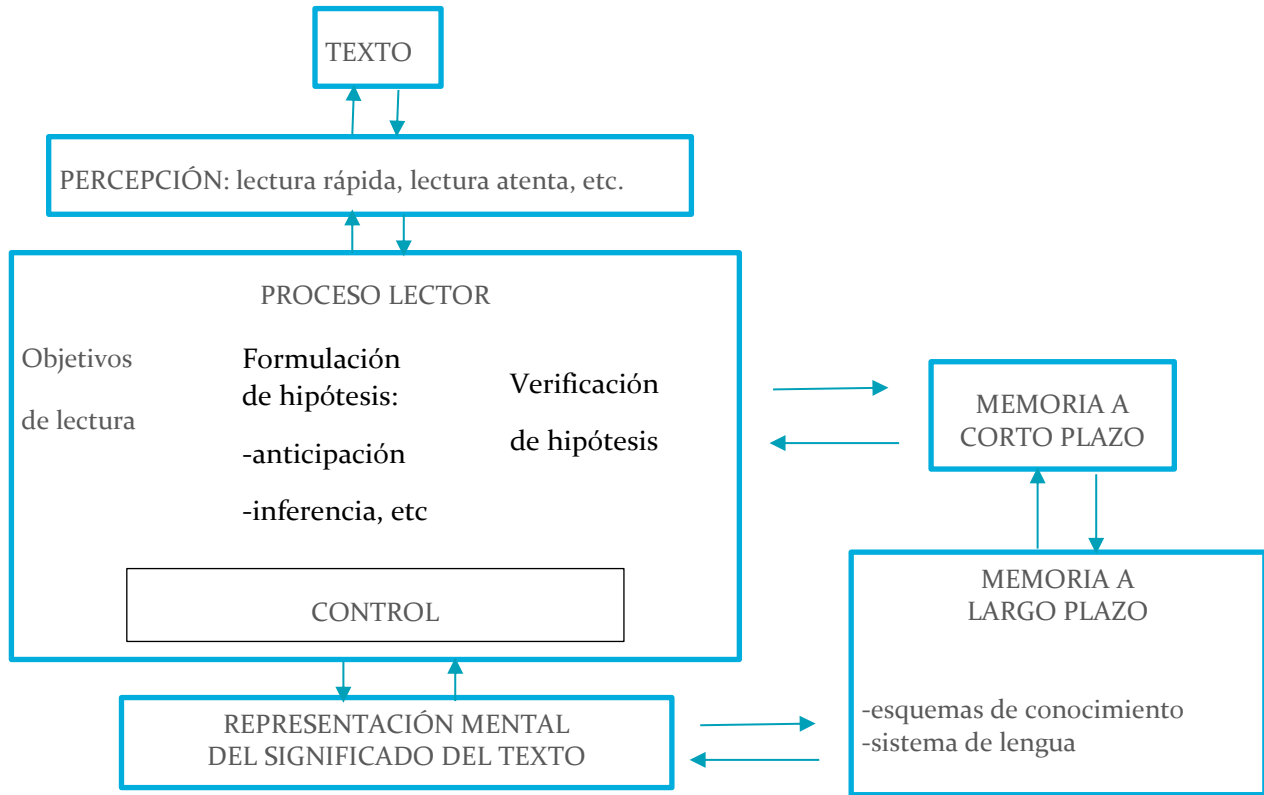 TEXTO
PERCEPCIÓN: lectura rápida, lectura atenta, etc.
PROCESO LECTOR
Objetivos
de lectura
Formulación
de hipótesis:
-anticipación
-inferencia, etc
Verificación
de hipótesis
CONTROL
MEMORIA A
CORTO PLAZO
MEMORIA A
LARGO PLAZO
-esquemas de conocimiento
-sistema de lengua
REPRESENTACIÓN MENTAL
DEL SIGNIFICADO DEL TEXTO